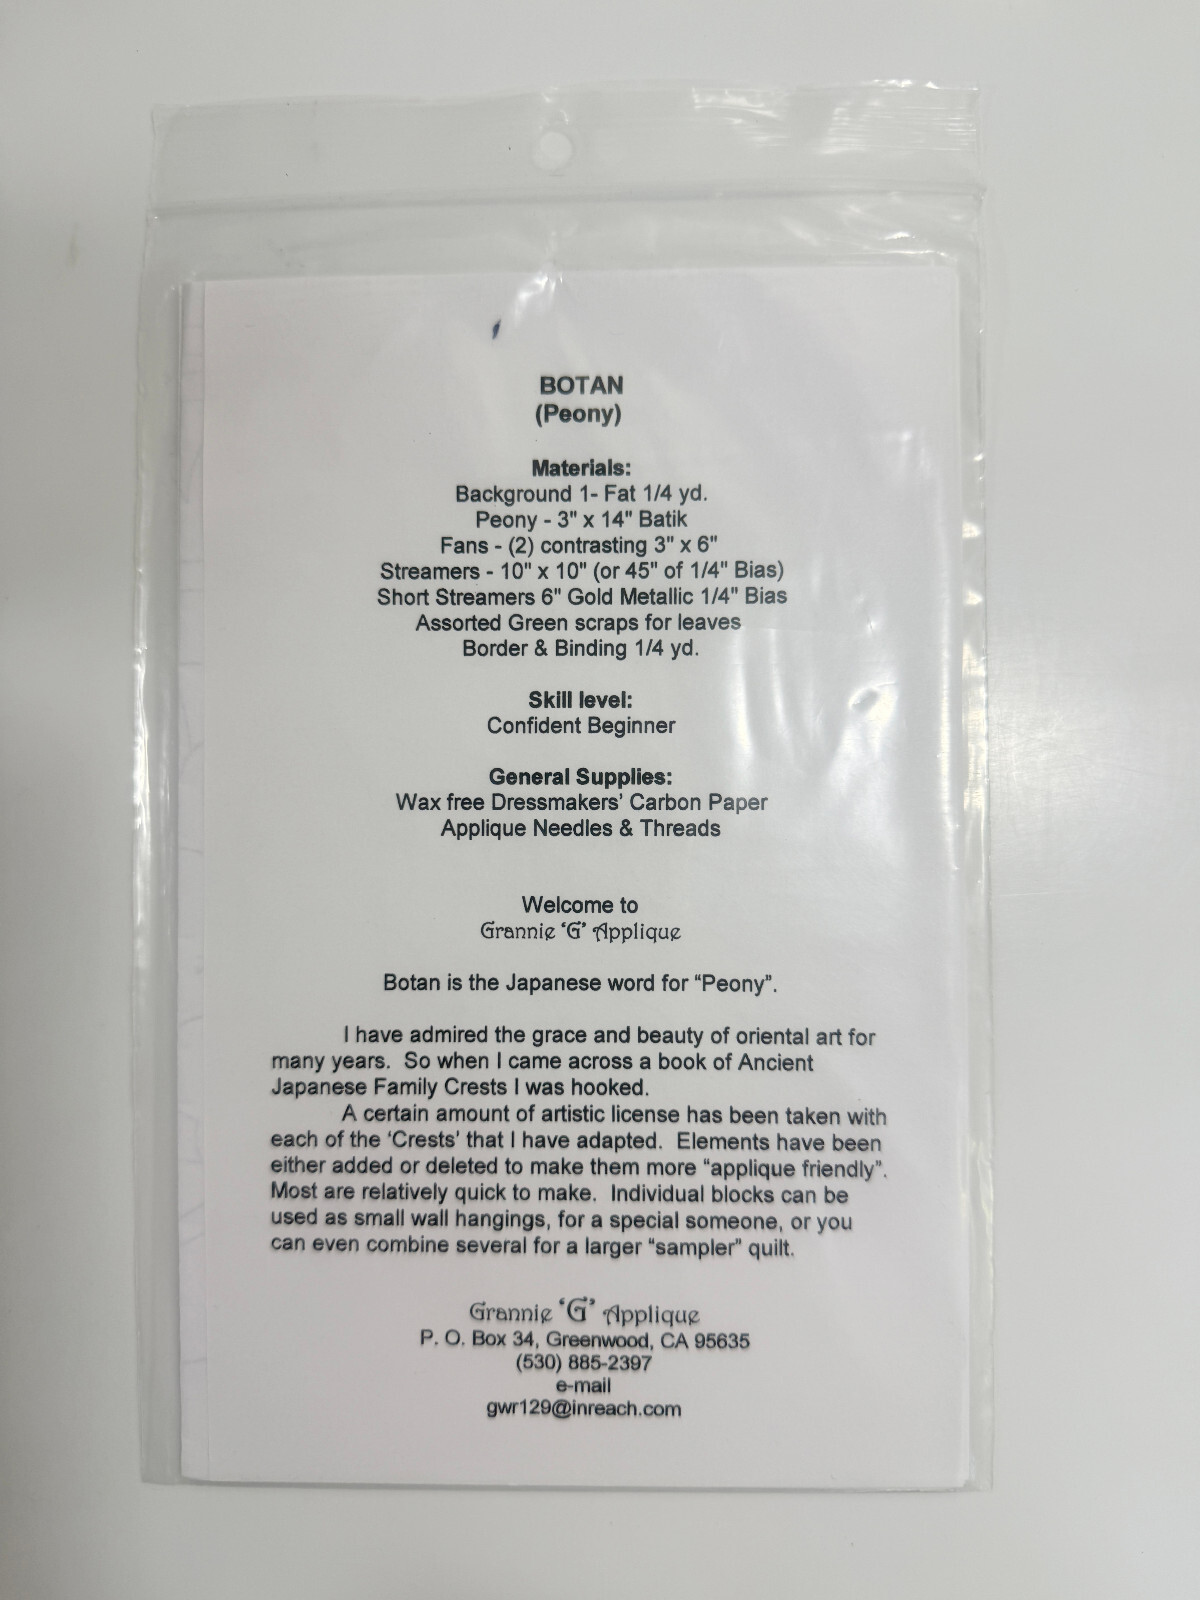 BOTAN
(Peony)
Materials:
Background 1- Fat 1/4 yd.
Peony - 3" x 14" Batik
Fans - (2) contrasting 3" x 6"
Streamers - 10" x 10" (or 45" of 1/4" Bias)
Short Streamers 6" Gold Metallic 1/4" Bias
Assorted Green scraps for leaves
Border & Binding 1/4 yd.
Skill level:
Confident Beginner
General Supplies:
Wax free Dressmakers' Carbon Paper
Applique Needles & Threads
Welcome to
Grannie 'G' Applique
Botan is the Japanese word for “Peony”.
I have admired the grace and beauty of oriental art for
many years. So when I came across a book of Ancient
Japanese Family Crests I was hooked.
A certain amount of artistic license has been taken with
each of the 'Crests' that I have adapted. Elements have been
either added or deleted to make them more “applique friendly”.
Most are relatively quick to make. Individual blocks can be
used as small wall hangings, for a special someone, or you
can even combine several for a larger “sampler” quilt.
Grannie 'G' Applique
P. O. Box 34, Greenwood, CA 95635
(530) 885-2397
e-mail
gwr129@inreach.com